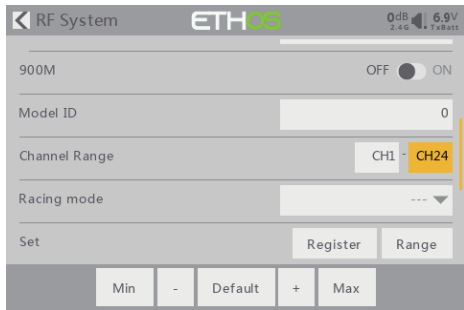 RF System ETHOS 0dB 2.4G 6.9V TxBatt
900M OFF ON
Model ID 0
Channel Range CH1 - CH24
Racing mode ---
Set Register Range
Min - Default + Max